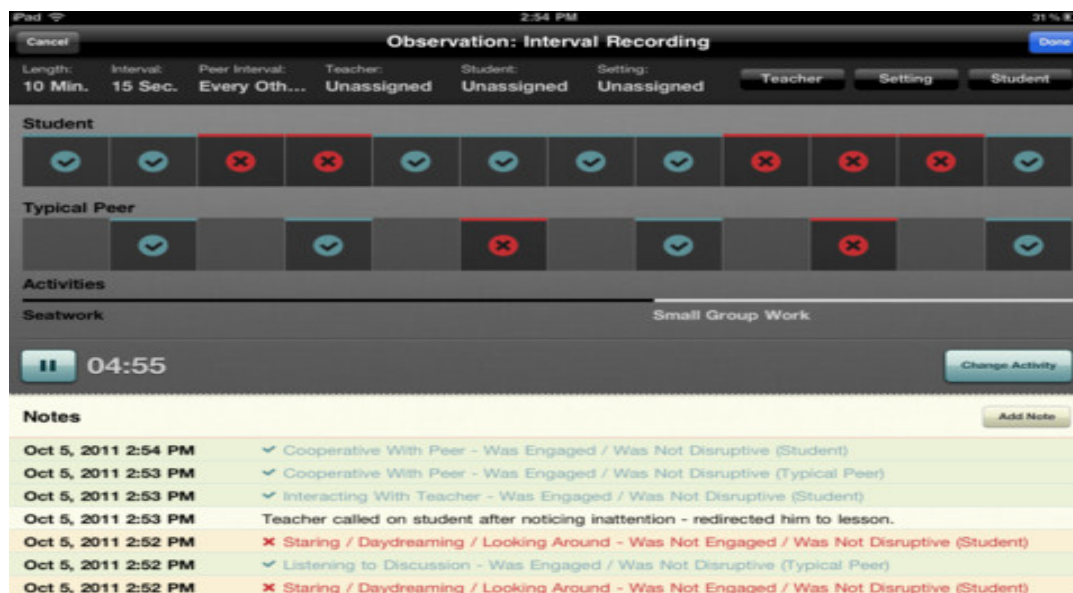 iPad 2:54 PM 31%
Cancel Observation: Interval Recording Done
Length: Interval: Peer Interval: Teacher: Student: Setting:
10 Min. 15 Sec. Every Oth... Unassigned Unassigned Unassigned Teacher Setting Student
Student
Typical Peer
Activities
Seatwork Small Group Work
04:55 Change Activity
Notes Add Note
Oct 5, 2011 2:54 PM Cooperative With Peer - Was Engaged / Was Not Disruptive (Student)
Oct 5, 2011 2:53 PM Cooperative With Peer - Was Engaged / Was Not Disruptive (Typical Peer)
Oct 5, 2011 2:53 PM Interacting With Teacher - Was Engaged / Was Not Disruptive (Student)
Oct 5, 2011 2:53 PM Teacher called on student after noticing inattention - redirected him to lesson.
Oct 5, 2011 2:52 PM Staring / Daydreaming / Looking Around - Was Not Engaged / Was Not Disruptive (Student)
Oct 5, 2011 2:52 PM Listening to Discussion - Was Engaged / Was Not Disruptive (Typical Peer)
Oct 5, 2011 2:52 PM Staring / Daydreaming / Looking Around - Was Not Engaged / Was Not Disruptive (Student)